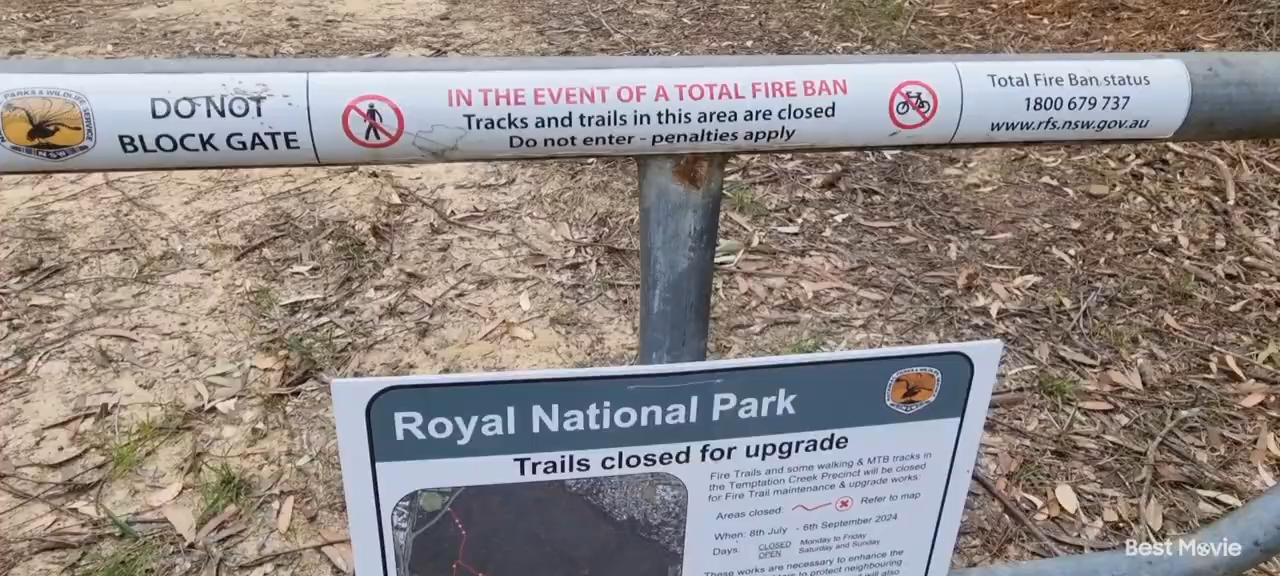 PARKS & WILDLIFE SERVICE
NSW
DO NOT
BLOCK GATE
IN THE EVENT OF A TOTAL FIRE BAN
Tracks and trails in this area are closed
Do not enter - penalties apply
Total Fire Ban status
1800 679 737
www.rfs.nsw.gov.au
Royal National Park
Trails closed for upgrade
Fire Trails and some walking & MTB tracks in
the Temptation Creek Precinct will be closed
for Fire Trail maintenance & upgrade works:
Areas closed: Refer to map
When: 8th July - 6th September 2024
Days: CLOSED Monday to Friday
OPEN Saturday and Sunday
These works are necessary to enhance the
to protect neighbouring
will also
Best Movie